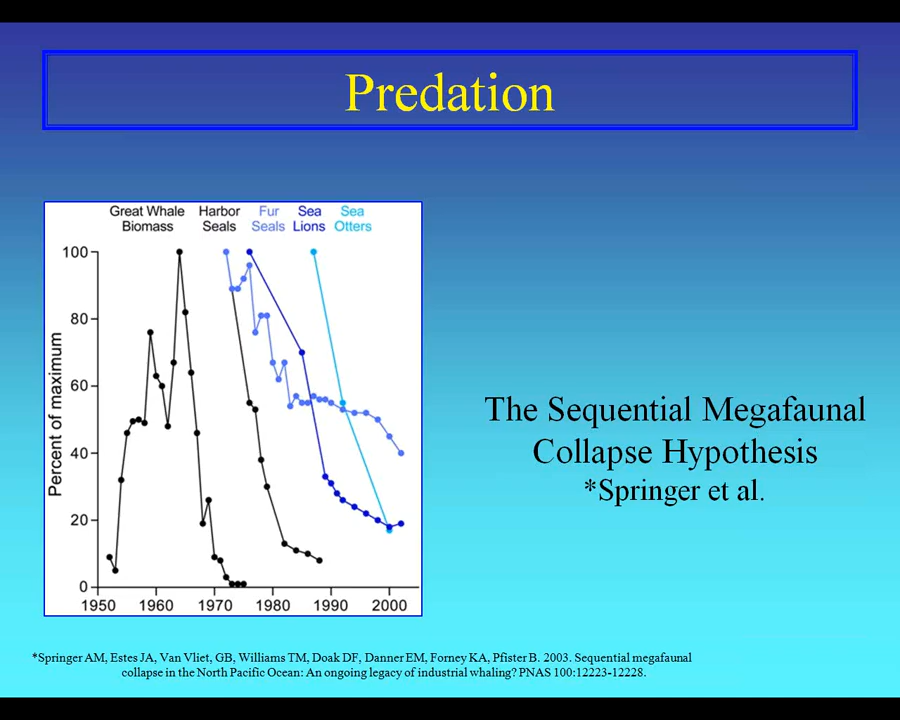 Predation
Great Whale Biomass
Harbor Seals
Fur Seals
Sea Lions
Sea Otters
Percent of maximum
100
80
60
40
20
0
1950 1960 1970 1980 1990 2000
The Sequential Megafaunal
Collapse Hypothesis
*Springer et al.
*Springer AM, Estes JA, Van Vliet, GB, Williams TM, Doak DF, Danner EM, Forney KA, Pfister B. 2003. Sequential megafaunal
collapse in the North Pacific Ocean: An ongoing legacy of industrial whaling? PNAS 100:12223-12228.